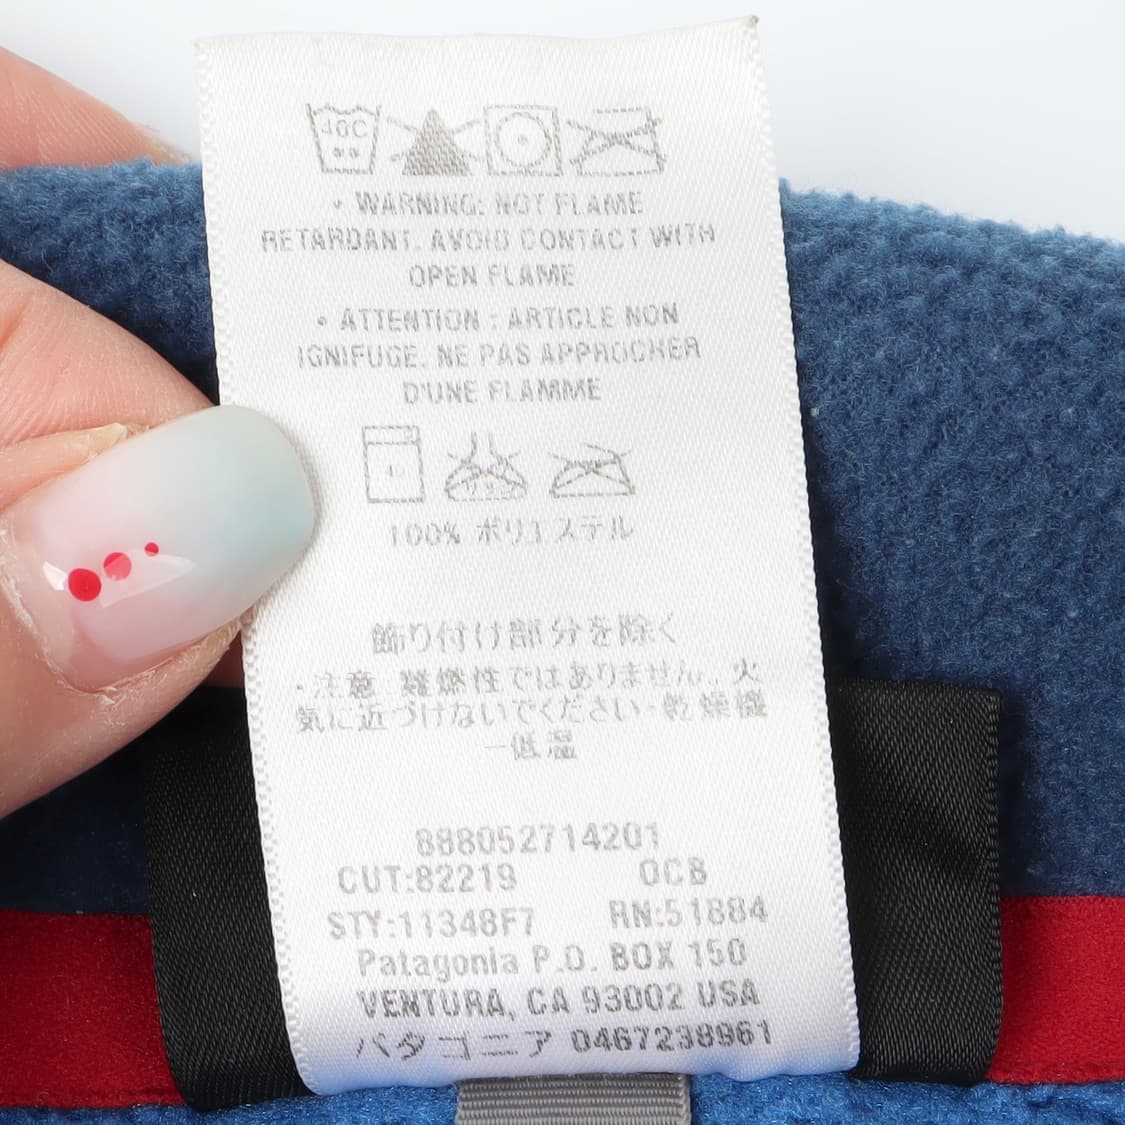 40C
• WARNING: NOT FLAME
RETARDANT. AVOID CONTACT WITH
OPEN FLAME
• ATTENTION : ARTICLE NON
IGNIFUGE. NE PAS APPROCHER
D'UNE FLAMME
40
100% ポリエステル
飾り付け部分を除く
・注意 難燃性ではありません、火
気に近づけないでください・乾燥機
ー低温
888052714201
CUT:82219 OCB
STY:11348F7 RN:51884
Patagonia P.O. BOX 150
VENTURA, CA 93002 USA
パタゴニア 0467238961